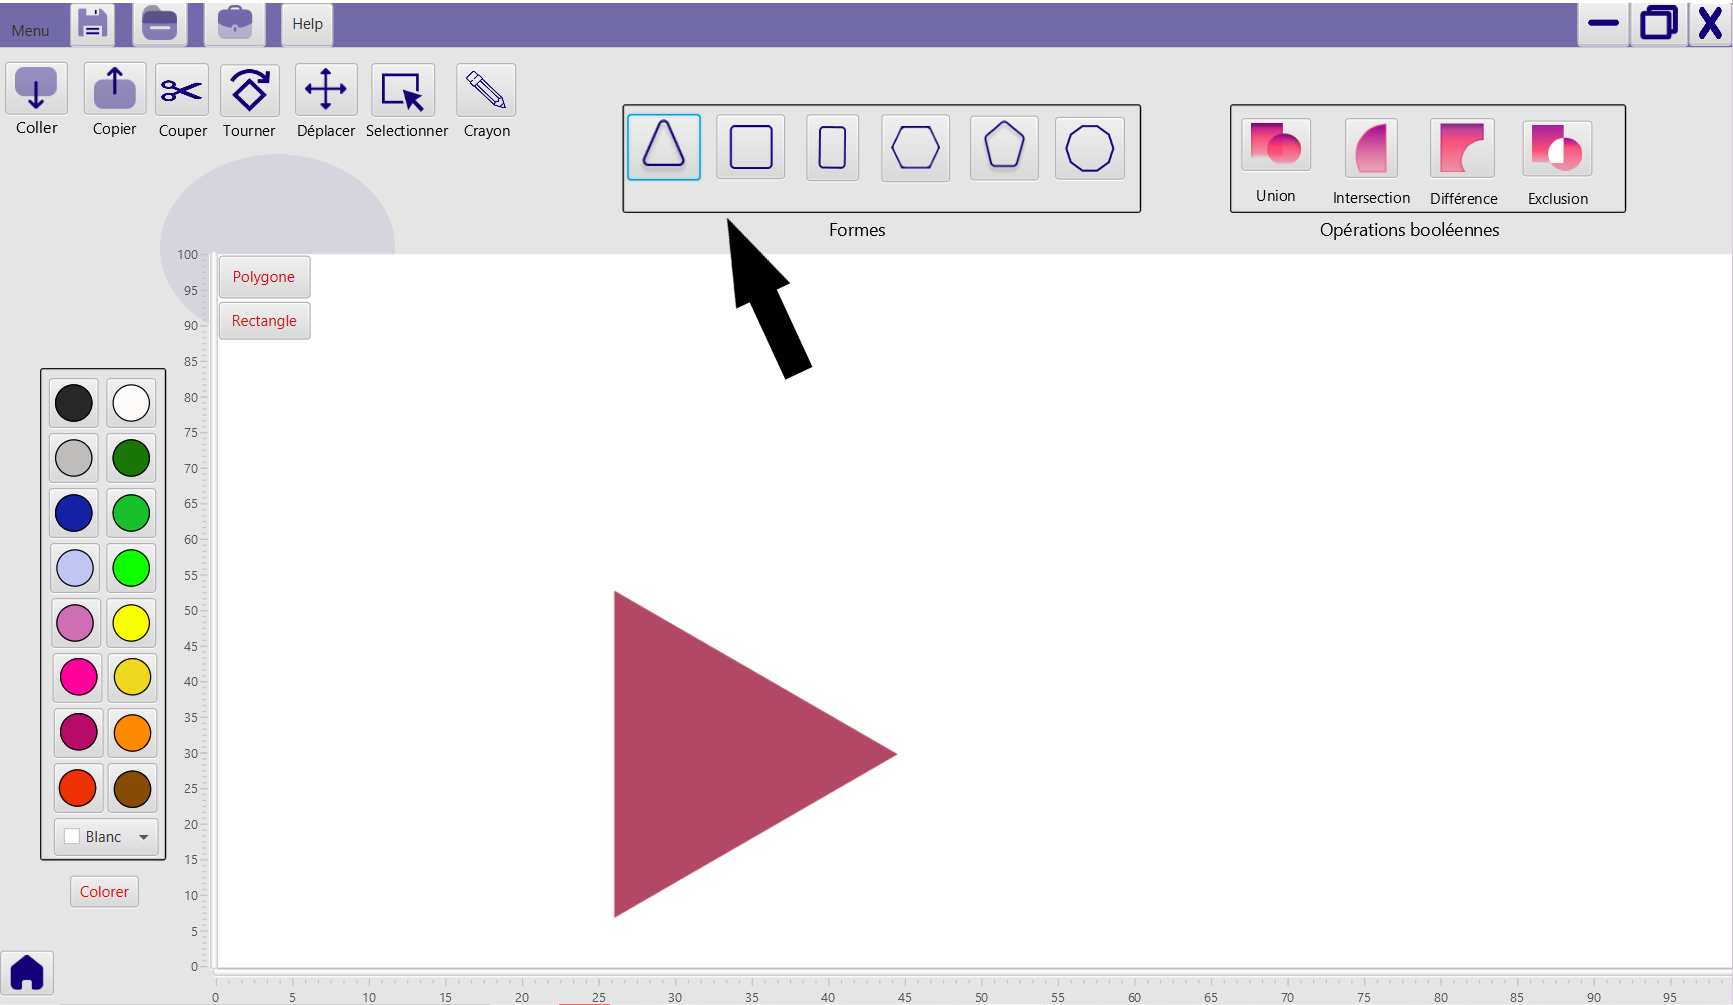 Menu
Help
Coller
Copier
Couper
Tourner
Déplacer
Selectionner
Crayon
Union
Intersection
Différence
Exclusion
Formes
Opérations booléennes
Polygone
Rectangle
100
95
90
85
80
75
70
65
60
55
50
45
40
35
30
25
20
15
10
5
0
Blanc
Colorer
0 5 10 15 20 25 30 35 40 45 50 55 60 65 70 75 80 85 90 95